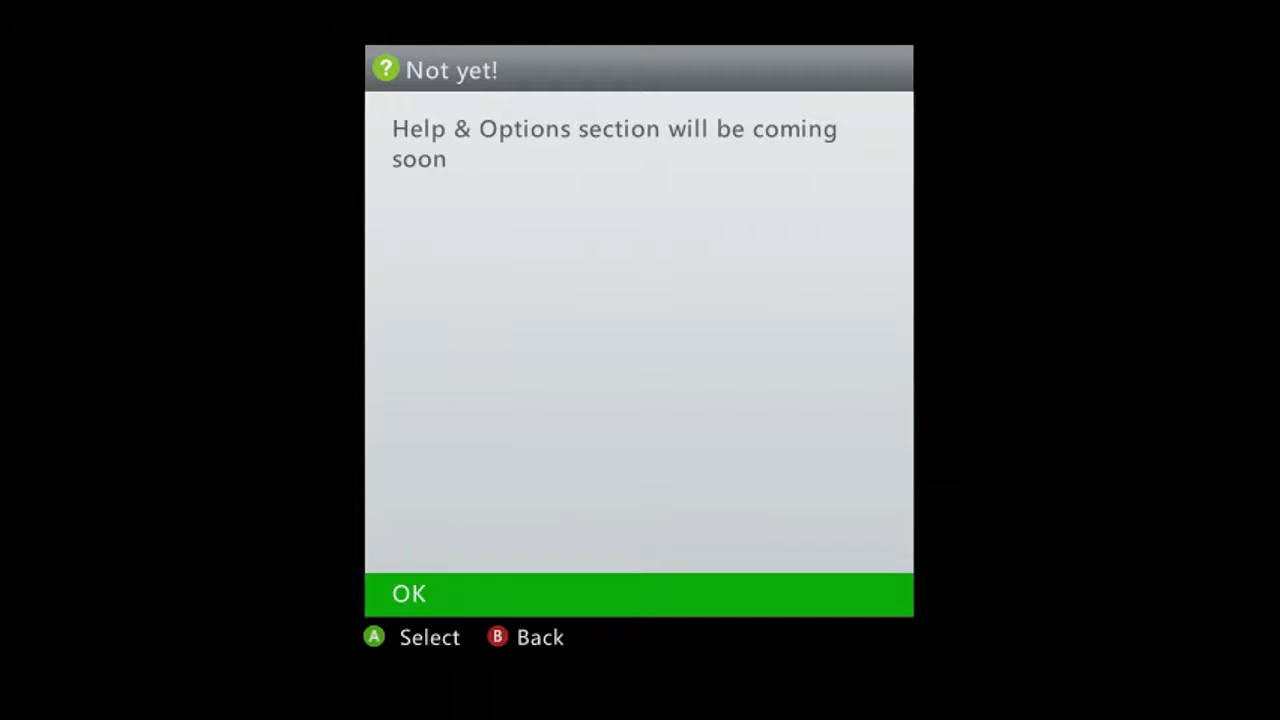 ? Not yet!
Help & Options section will be coming
soon
OK
A Select B Back